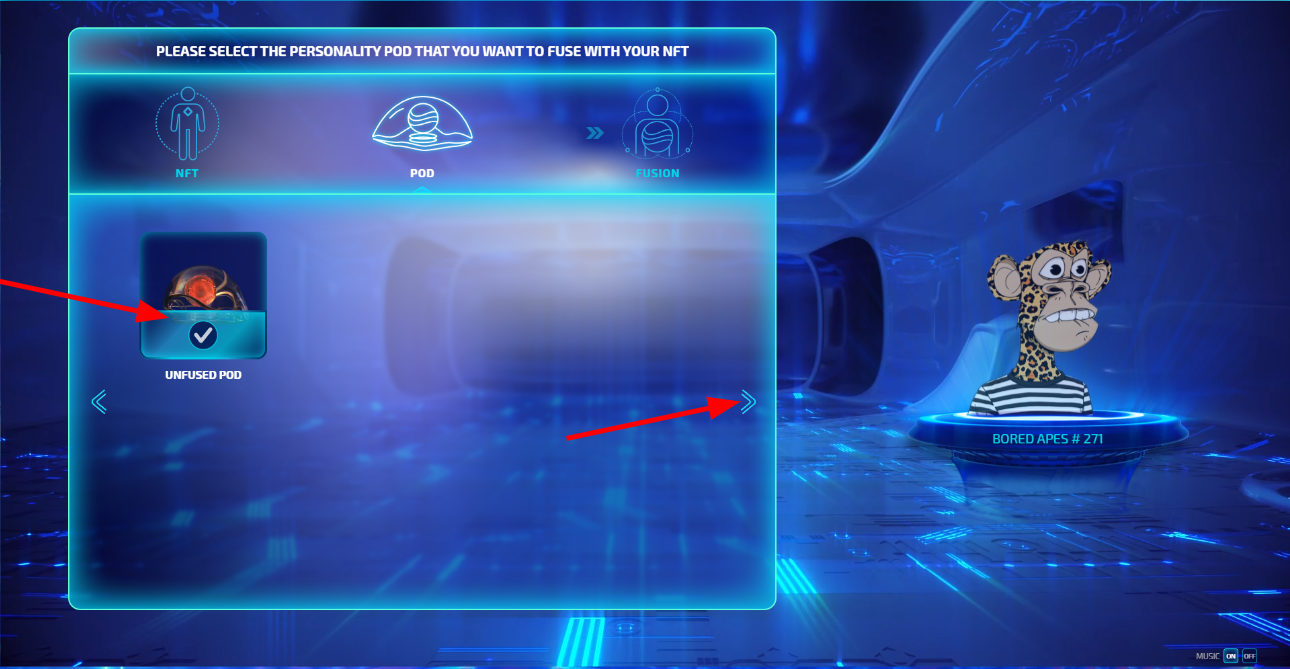 PLEASE SELECT THE PERSONALITY POD THAT YOU WANT TO FUSE WITH YOUR NFT
NFT
POD
FUSION
UNFUSED POD
BORED APES # 271
MUSIC ON OFF